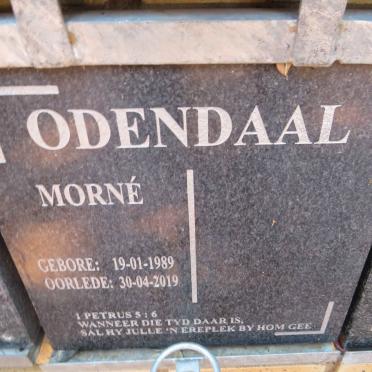 ODENDAAL
MORNÉ
GEBORE: 19-01-1989
OORLEDE: 30-04-2019
1 PETRUS 5 : 6
WANNEER DIE TYD DAAR IS,
SAL HY JULLE 'N EREPLEK BY HOM GEE